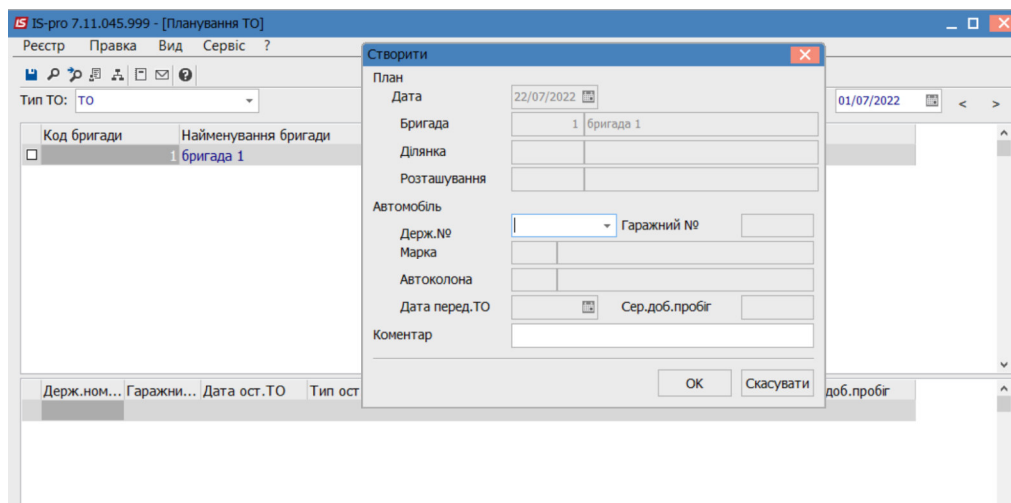 IS-pro 7.11.045.999 - [Планування ТО]
Реєстр Правка Вид Сервіс ?
Тип ТО: ТО 01/07/2022 < >
Код бригади Найменування бригади
1 бригада 1
Створити
План
Дата 22/07/2022
Бригада 1 бригада 1
Ділянка
Розташування
Автомобіль
Держ.№ Гаражний №
Марка
Автоколона
Дата перед.ТО Сер.доб.пробіг
Коментар
OK Скасувати
Держ.ном... Гаражни... Дата ост.ТО Тип ост доб.пробіг